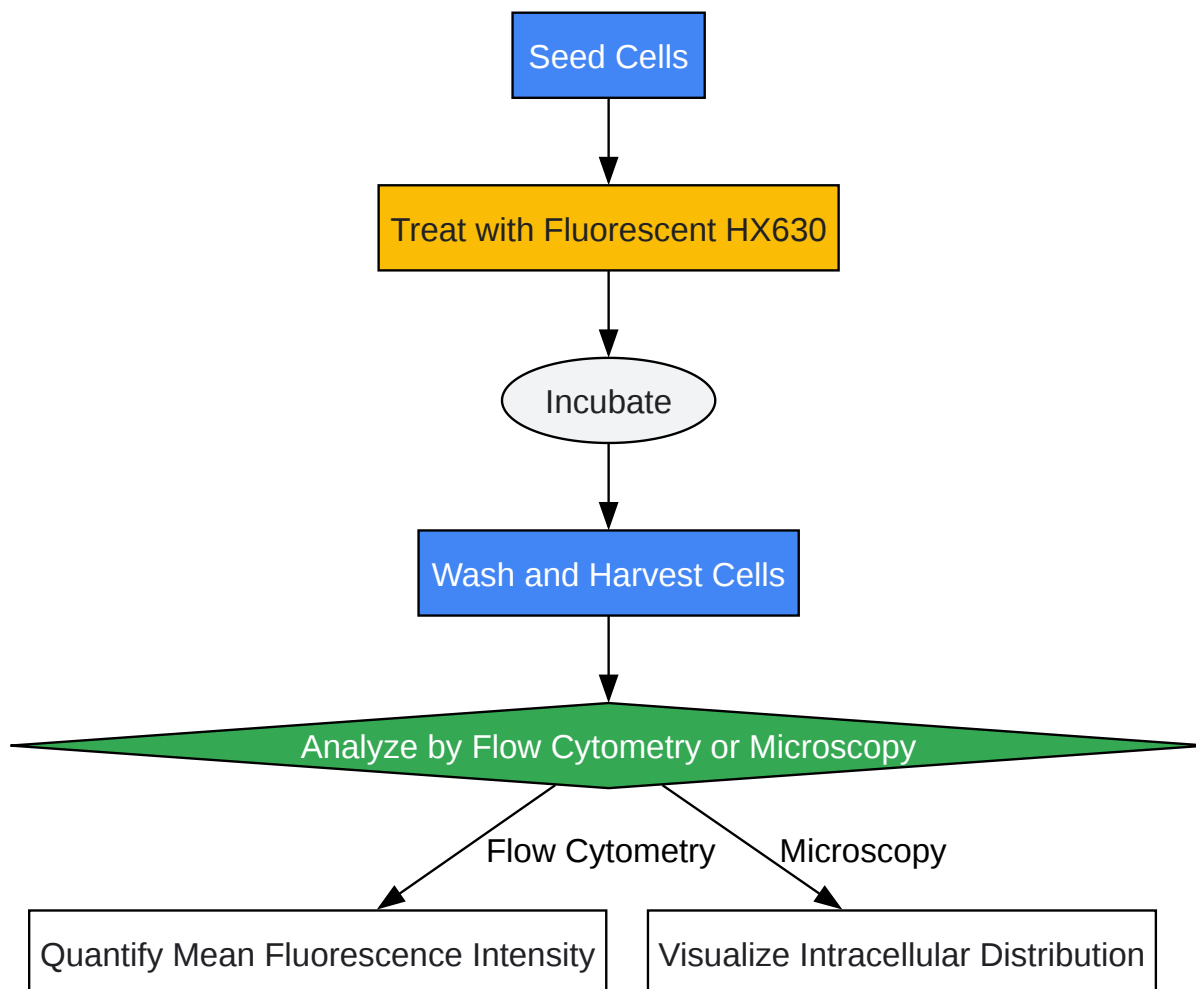 Seed Cells
Treat with Fluorescent HX630
Incubate
Wash and Harvest Cells
Analyze by Flow Cytometry or Microscopy
Flow Cytometry
Microscopy
Quantify Mean Fluorescence Intensity
Visualize Intracellular Distribution